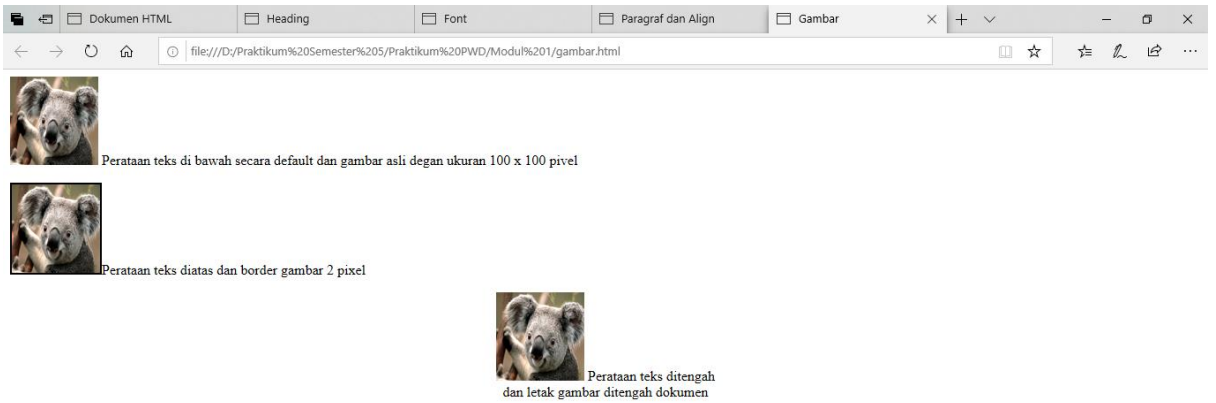 Dokumen HTML
Heading
Font
Paragraf dan Align
Gambar
file:///D:/Praktikum%20Semester%205/Praktikum%20PWD/Modul%201/gambar.html
Perataan teks di bawah secara default dan gambar asli degan ukuran 100 x 100 pivel
Perataan teks diatas dan border gambar 2 pixel
Perataan teks ditengah
dan letak gambar ditengah dokumen